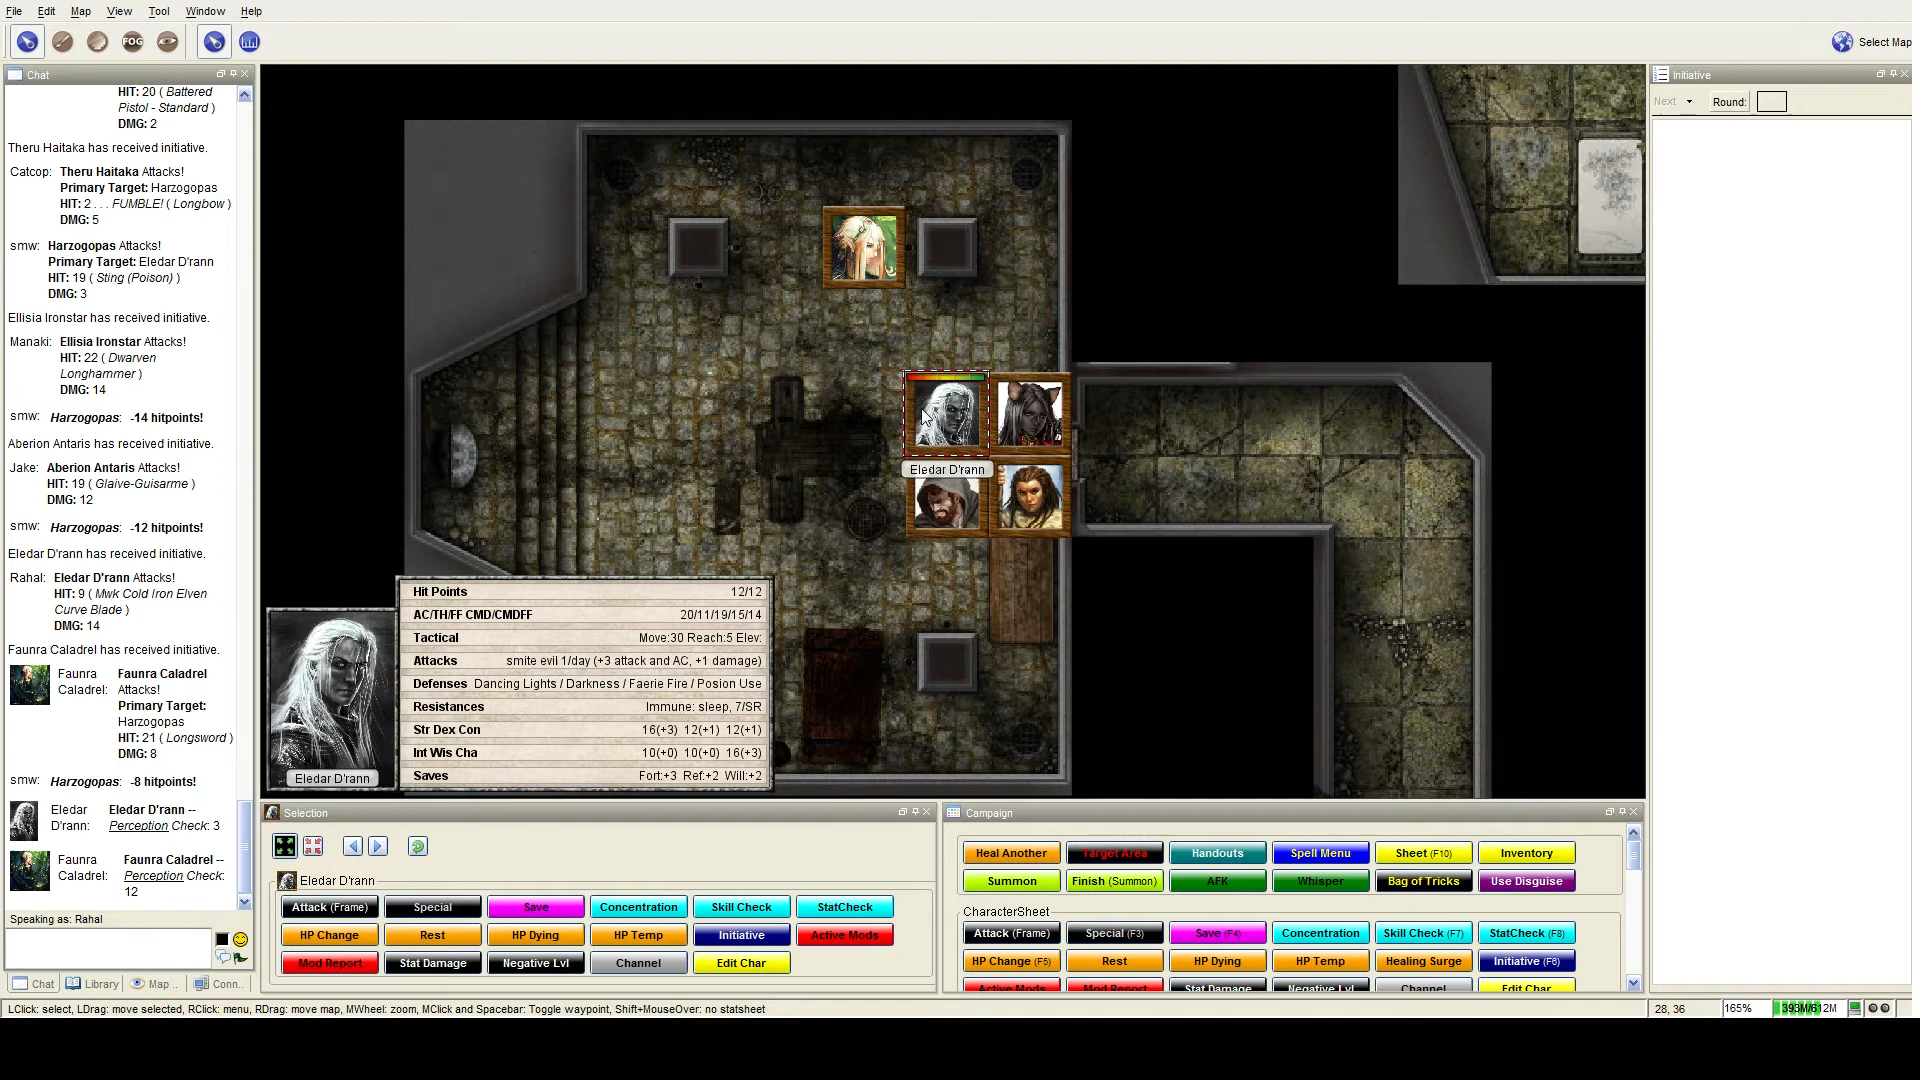 File Edit Map View Tool Window Help
FOG
Select Map
Chat
HIT: 20 ( Battered
Pistol - Standard )
DMG: 2
Theru Haitaka has received initiative.
Catcop: Theru Haitaka Attacks!
Primary Target: Harzogopas
HIT: 2 . . . FUMBLE! ( Longbow )
DMG: 5
smw: Harzogopas Attacks!
Primary Target: Eledar D'rann
HIT: 19 ( Sting (Poison) )
DMG: 3
Ellisia Ironstar has received initiative.
Manaki: Ellisia Ironstar Attacks!
HIT: 22 ( Dwarven
Longhammer )
DMG: 14
smw: Harzogopas: -14 hitpoints!
Aberion Antaris has received initiative.
Jake: Aberion Antaris Attacks!
HIT: 19 ( Glaive-Guisarme )
DMG: 12
smw: Harzogopas: -12 hitpoints!
Eledar D'rann has received initiative.
Rahal: Eledar D'rann Attacks!
HIT: 9 ( Mwk Cold Iron Elven
Curve Blade )
DMG: 14
Faunra Caladrel has received initiative.
Faunra Caladrel: Faunra Caladrel
Attacks!
Primary Target:
Harzogopas
HIT: 21 ( Longsword )
DMG: 8
smw: Harzogopas: -8 hitpoints!
Eledar D'rann: Eledar D'rann --
Perception Check: 3
Faunra Caladrel: Faunra Caladrel --
Perception Check:
12
Speaking as: Rahal
Chat Library Map .. Conn..
Eledar D'rann
Hit Points 12/12
AC/TH/FF CMD/CMDFF 20/11/19/15/14
Tactical Move:30 Reach:5 Elev:
Attacks smite evil 1/day (+3 attack and AC, +1 damage)
Defenses Dancing Lights / Darkness / Faerie Fire / Posion Use
Resistances Immune: sleep, 7/SR
Str Dex Con 16(+3) 12(+1) 12(+1)
Int Wis Cha 10(+0) 10(+0) 16(+3)
Saves Fort:+3 Ref:+2 Will:+2
Eledar D'rann
Selection
Eledar D'rann
Attack (Frame) Special Save Concentration Skill Check StatCheck
HP Change Rest HP Dying HP Temp Initiative Active Mods
Mod Report Stat Damage Negative Lvl Channel Edit Char
Campaign
Heal Another Target Area Handouts Spell Menu Sheet (F10) Inventory
Summon Finish (Summon) AFK Whisper Bag of Tricks Use Disguise
CharacterSheet
Attack (Frame) Special (F3) Save (F4) Concentration Skill Check (F7) StatCheck (F8)
HP Change (F5) Rest HP Dying HP Temp Healing Surge Initiative (F6)
Active Mods Mod Report Stat Damage Negative Lvl Channel Edit Char
Initiative
Next Round:
LClick: select, LDrag: move selected, RClick: menu, RDrag: move map, MWheel: zoom, MClick and Spacebar: Toggle waypoint, Shift+MouseOver: no statsheet
28, 36 165% 393M/612M